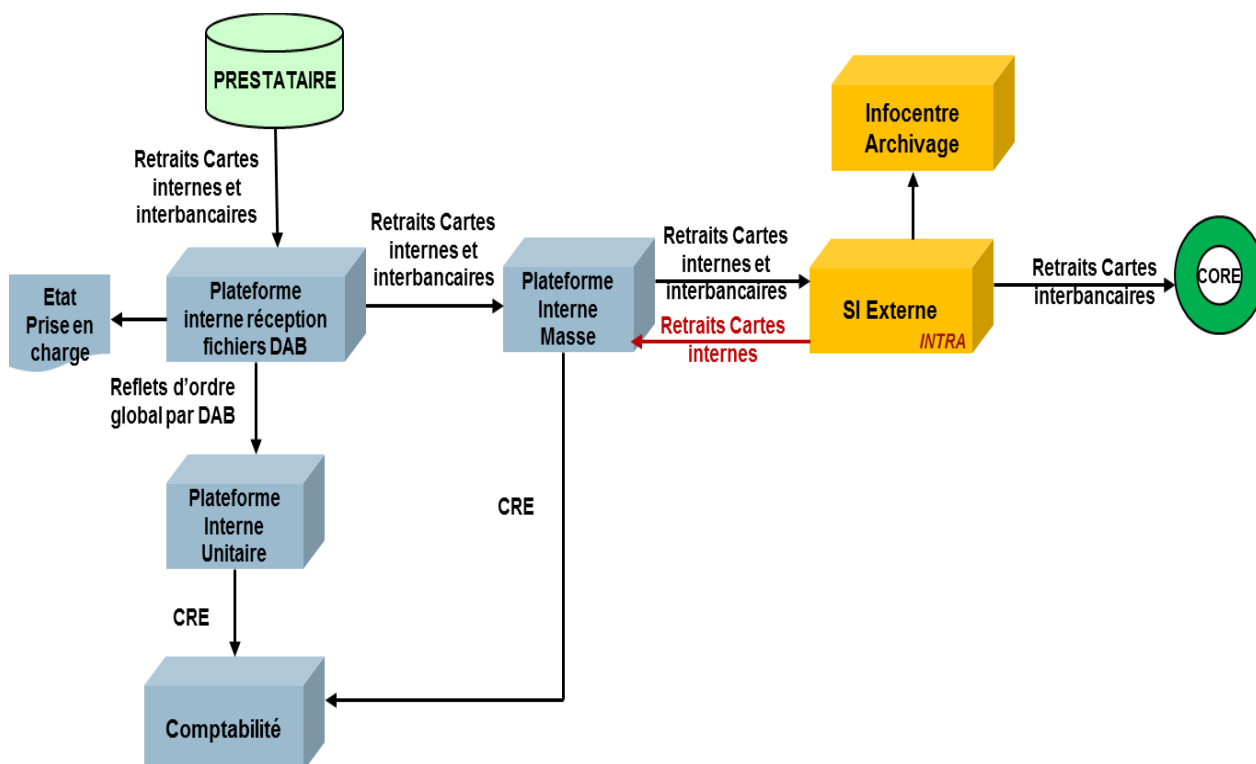 PRESTATAIRE
Infocentre
Archivage
Retraits Cartes
internes et
interbancaires
Retraits Cartes
internes et
interbancaires
Retraits Cartes
internes et
interbancaires
Retraits Cartes
interbancaires
CORE
Etat
Prise en
charge
Plateforme
interne réception
fichiers DAB
Plateforme
Interne
Masse
SI Externe
INTRA
Retraits Cartes
internes
Reflets d’ordre
global par DAB
Plateforme
Interne
Unitaire
CRE
CRE
Comptabilité